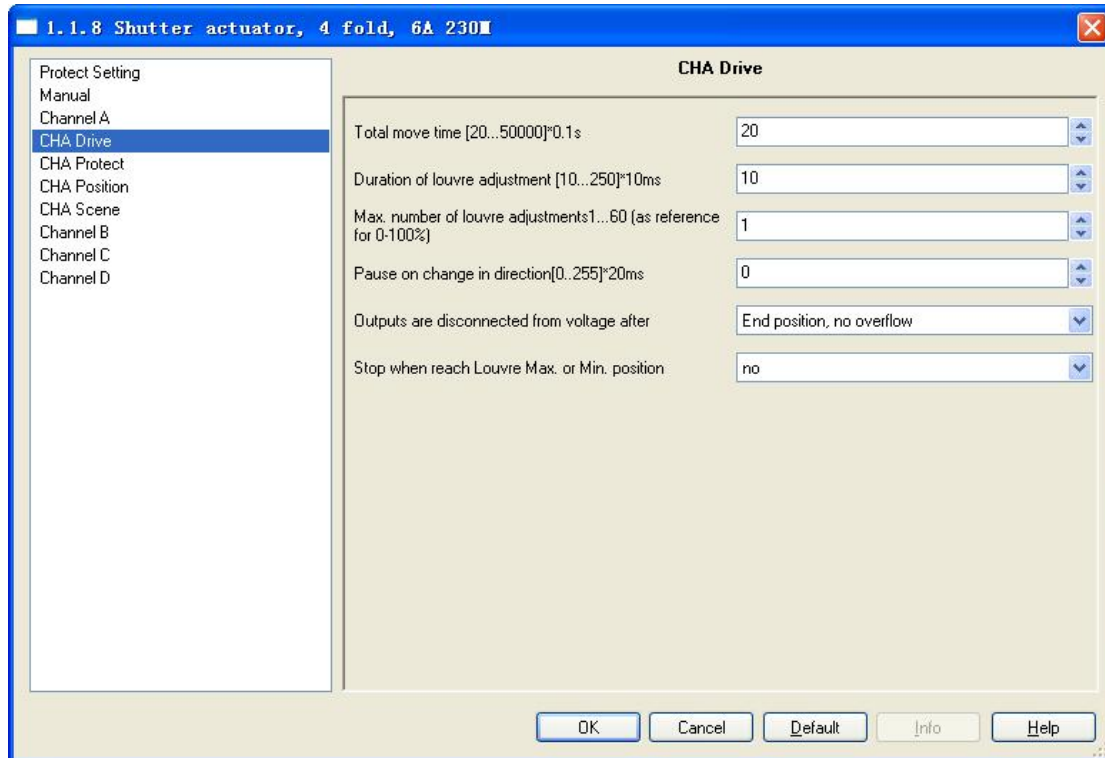 1.1.8 Shutter actuator, 4 fold, 6A 230M
Protect Setting
Manual
Channel A
CHA Drive
CHA Protect
CHA Position
CHA Scene
Channel B
Channel C
Channel D
CHA Drive
Total move time [20...50000]*0.1s
20
Duration of louvre adjustment [10...250]*10ms
10
Max. number of louvre adjustments1...60 (as reference
for 0-100%)
1
Pause on change in direction[0..255]*20ms
0
Outputs are disconnected from voltage after
End position, no overflow
Stop when reach Louvre Max. or Min. position
no
OK
Cancel
Default
Info
Help